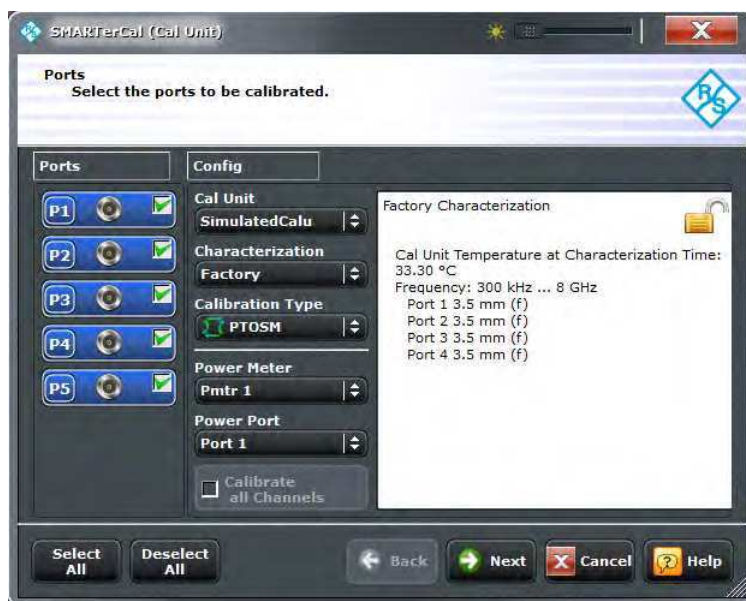 SMARTerCal (Cal Unit)
Ports
Select the ports to be calibrated.
R/S
Ports
P1
P2
P3
P4
P5
Config
Cal Unit
SimulatedCalu
Characterization
Factory
Calibration Type
PTOSM
Power Meter
Pmtr 1
Power Port
Port 1
Calibrate
all Channels
Factory Characterization
Cal Unit Temperature at Characterization Time:
33.30 °C
Frequency: 300 kHz ... 8 GHz
Port 1 3.5 mm (f)
Port 2 3.5 mm (f)
Port 3 3.5 mm (f)
Port 4 3.5 mm (f)
Select
All
Deselect
All
Back
Next
Cancel
Help